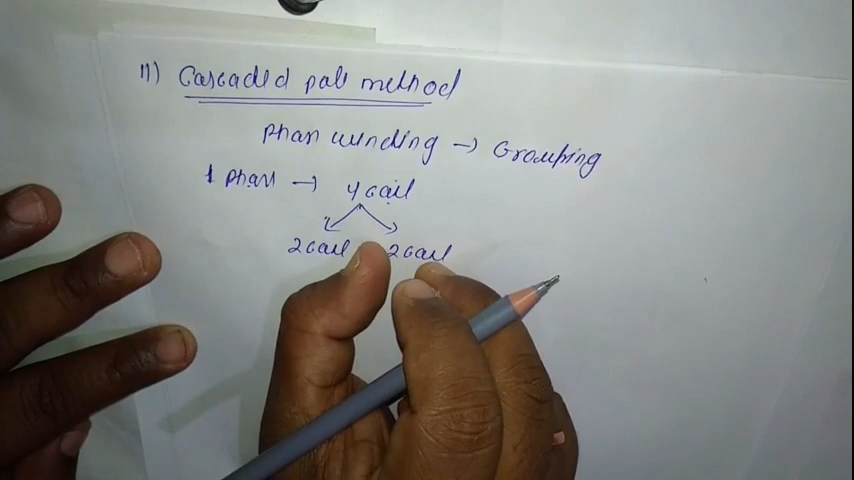 11) Cascaded pole method
phase winding → Grouping
1 phase → 4 coil
2 coil 2 coil